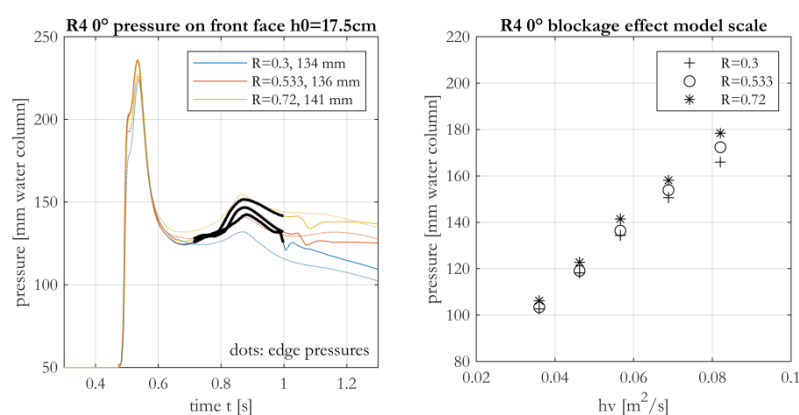 R4 0° pressure on front face h0=17.5cm
250
200
150
100
50
pressure [mm water column]
R=0.3, 134 mm
R=0.533, 136 mm
R=0.72, 141 mm
dots: edge pressures
0.4 0.6 0.8 1 1.2
time t [s]
R4 0° blockage effect model scale
220
200
180
160
140
120
100
80
pressure [mm water column]
R=0.3
R=0.533
R=0.72
0.02 0.04 0.06 0.08 0.1
hv [m²/s]